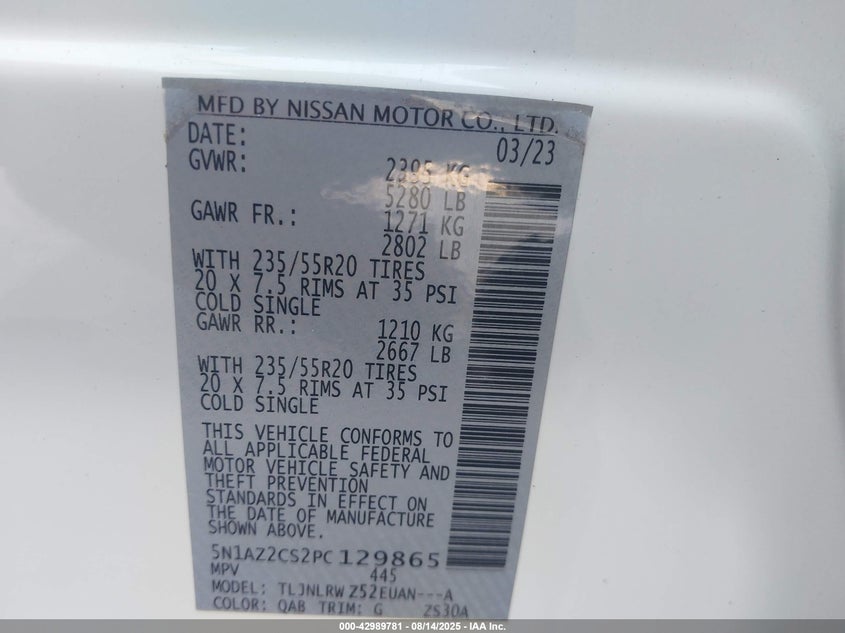 MFD BY NISSAN MOTOR CO., LTD.
DATE: 03/23
GVWR: 2395 KG
5280 LB
GAWR FR.: 1271 KG
2802 LB
WITH 235/55R20 TIRES
20 X 7.5 RIMS AT 35 PSI
COLD SINGLE
GAWR RR.: 1210 KG
2667 LB
WITH 235/55R20 TIRES
20 X 7.5 RIMS AT 35 PSI
COLD SINGLE
THIS VEHICLE CONFORMS TO
ALL APPLICABLE FEDERAL
MOTOR VEHICLE SAFETY AND
THEFT PREVENTION
STANDARDS IN EFFECT ON
THE DATE OF MANUFACTURE
SHOWN ABOVE.
5N1AZ2CS2PC129865
MPV 445
MODEL: TLJNLRW Z52EUAN---A
COLOR: QAB TRIM: G ZS30A
000-42989781 - 08/14/2025 - IAA Inc.